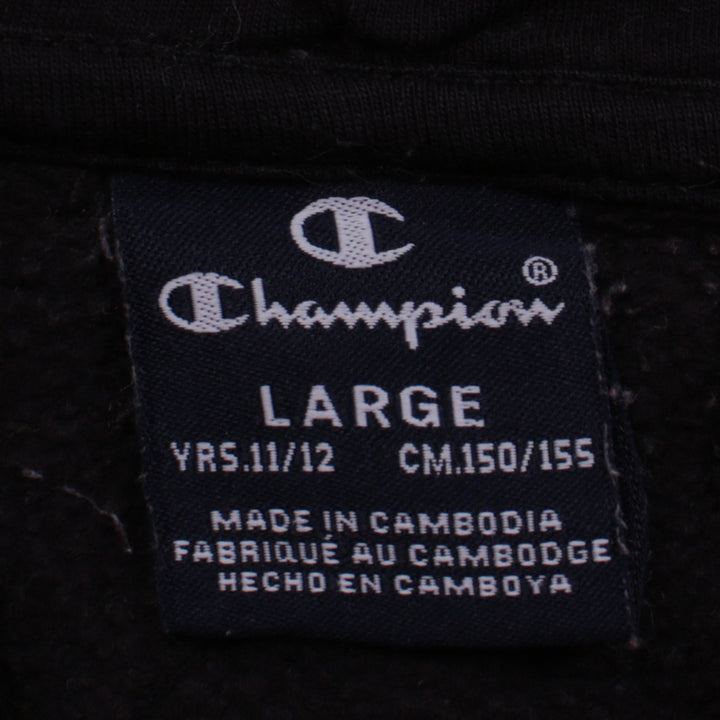 Champion®
LARGE
YRS.11/12 CM.150/155
MADE IN CAMBODIA
FABRIQUÉ AU CAMBODGE
HECHO EN CAMBOYA